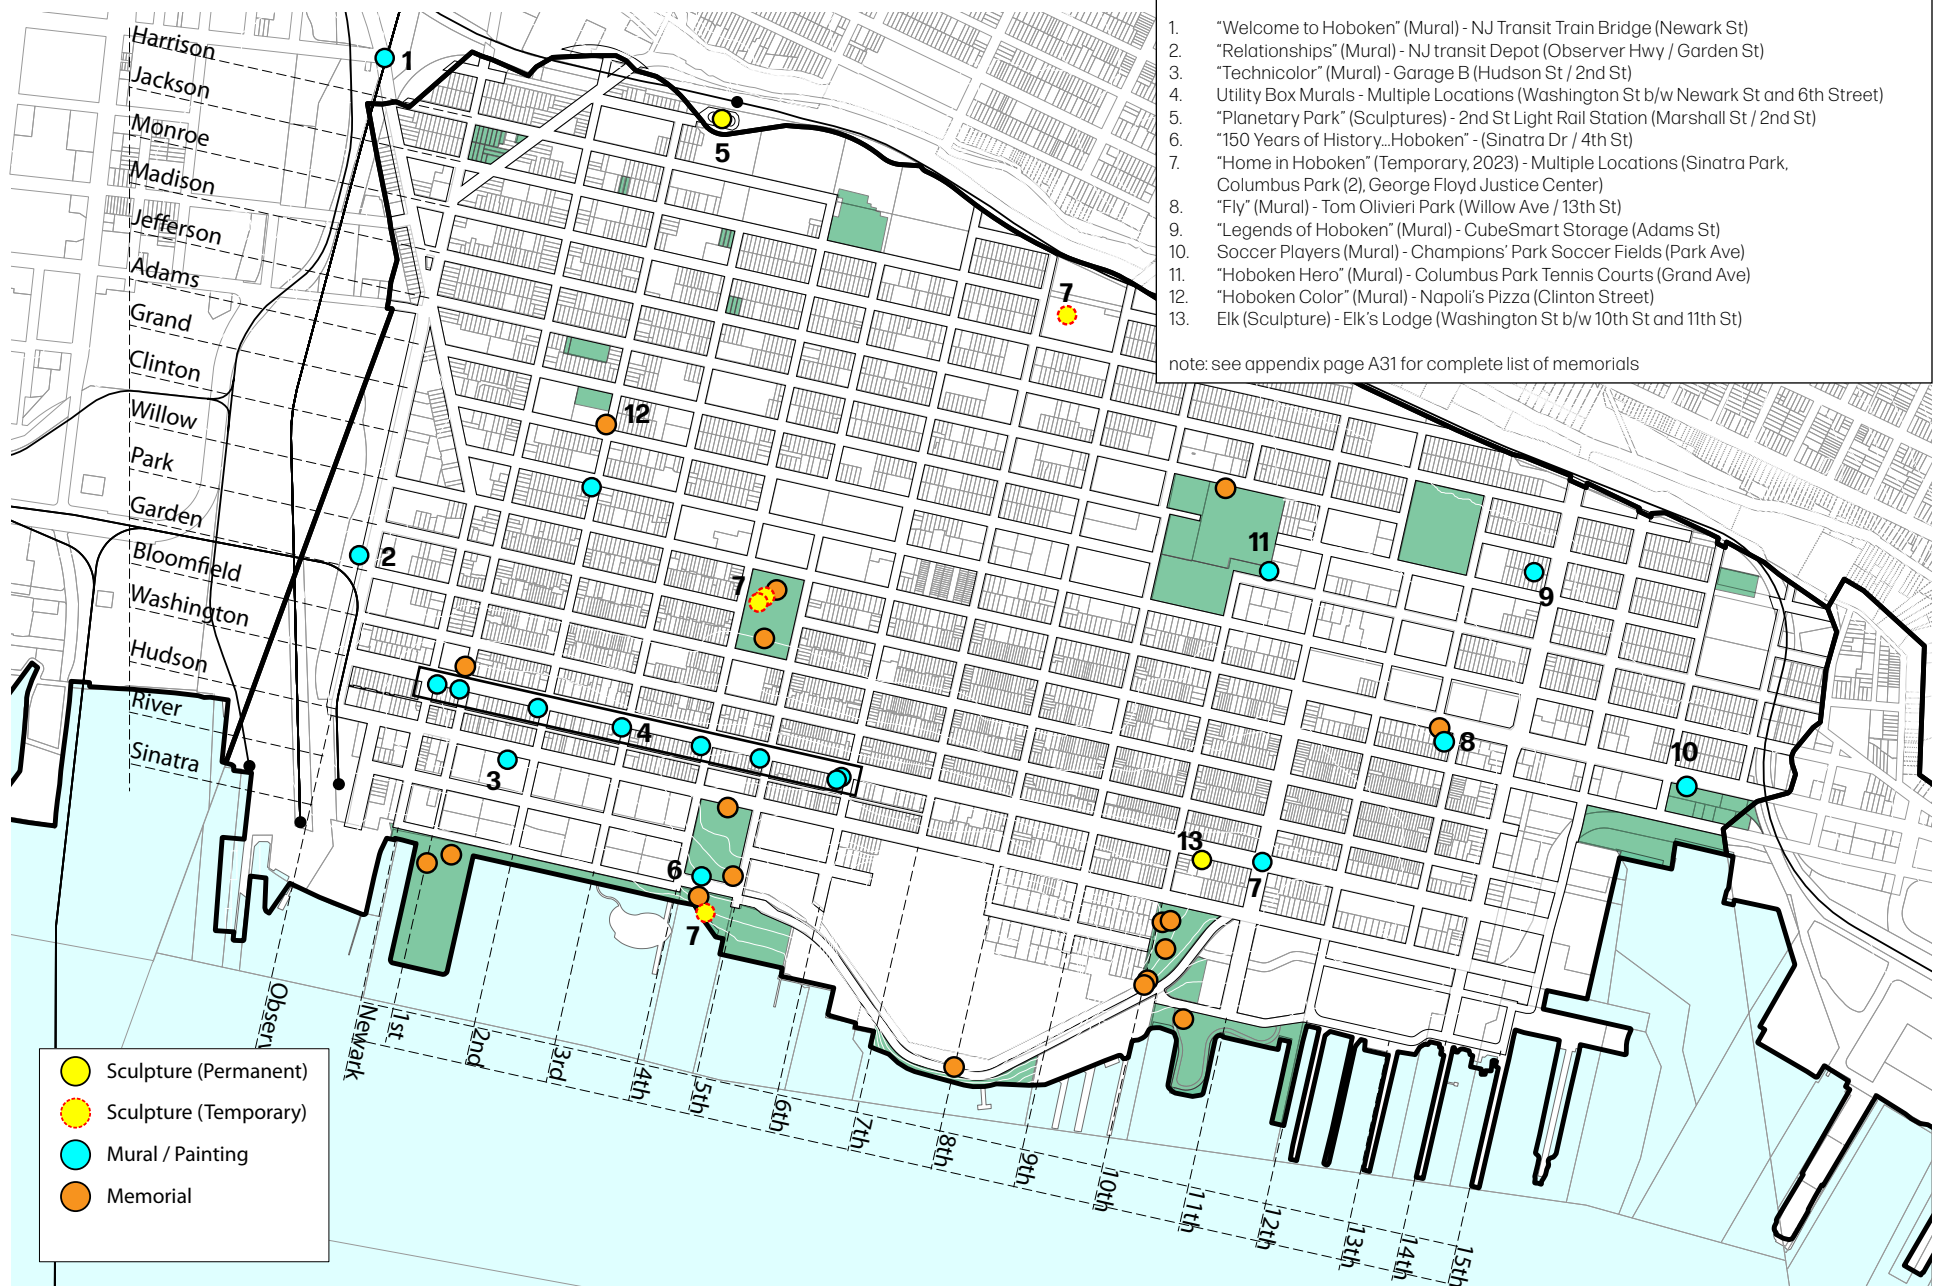 1. “Welcome to Hoboken” (Mural) - NJ Transit Train Bridge (Newark St)
2. “Relationships” (Mural) - NJ transit Depot (Observer Hwy / Garden St)
3. “Technicolor” (Mural) - Garage B (Hudson St / 2nd St)
4. Utility Box Murals - Multiple Locations (Washington St b/w Newark St and 6th Street)
5. “Planetary Park” (Sculptures) - 2nd St Light Rail Station (Marshall St / 2nd St)
6. “150 Years of History...Hoboken” - (Sinatra Dr / 4th St)
7. “Home in Hoboken” (Temporary, 2023) - Multiple Locations (Sinatra Park,
Columbus Park (2), George Floyd Justice Center)
8. “Fly” (Mural) - Tom Olivieri Park (Willow Ave / 13th St)
9. “Legends of Hoboken” (Mural) - CubeSmart Storage (Adams St)
10. Soccer Players (Mural) - Champions’ Park Soccer Fields (Park Ave)
11. “Hoboken Hero” (Mural) - Columbus Park Tennis Courts (Grand Ave)
12. “Hoboken Color” (Mural) - Napoli’s Pizza (Clinton Street)
13. Elk (Sculpture) - Elk’s Lodge (Washington St b/w 10th St and 11th St)
note: see appendix page A31 for complete list of memorials
Harrison
Jackson
Monroe
Madison
Jefferson
Adams
Grand
Clinton
Willow
Park
Garden
Bloomfield
Washington
Hudson
River
Sinatra
1
5
7
12
2
11
7
9
4
8
3
10
13
6
7
7
Newark
1st
2nd
3rd
4th
5th
6th
7th
8th
9th
10th
11th
12th
13th
14th
15th
Sculpture (Permanent)
Sculpture (Temporary)
Mural / Painting
Memorial